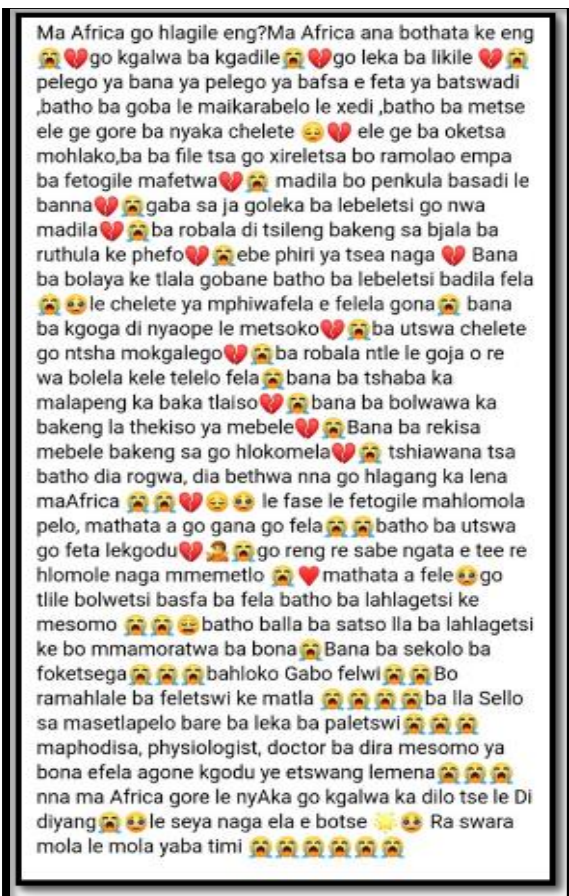 Ma Africa go hlagile eng?Ma Africa ana bothata ke eng
😭💔go kgalwa ba kgadile😭💔go leka ba likile 💔😭
pelego ya bana ya pelego ya bafsa e feta ya batswadi
,batho ba goba le maikarabelo le xedi ,batho ba metse
ele ge gore ba nyaka chelete 😔💔 ele ge ba oketsa
mohlako,ba ba file tsa go xireletsa bo ramolao empa
ba fetogile mafetwa💔😭 madila bo penkula basadi le
banna💔😭gaba sa ja goleka ba lebeletsi go nwa
madila💔😭ba robala di tsileng bakeng sa bjala ba
ruthula ke phefo💔😭ebe phiri ya tsea naga 💔 Bana
ba bolaya ke tlala gobane batho ba lebeletsi badila fela
😭🥹le chelete ya mphiwafela e felela gona😭 bana
ba kgoga di nyaope le metsoko💔😭ba utswa chelete
go ntsha mokgalego💔😭ba robala ntle le goja o re
wa bolela kele telelo fela😭bana ba tshaba ka
malapeng ka baka tlaiso💔😭bana ba bolwawa ka
bakeng la thekiso ya mebele💔😭Bana ba rekisa
mebele bakeng sa go hlokomela💔😭 tshiawana tsa
batho dia rogwa, dia bethwa nna go hlagang ka lena
maAfrica 😭😭💔😔🥹 le fase le fetogile mahlomola
pelo, mathata a go gana go fela😭😭batho ba utswa
go feta lekgodu💔🤦😭go reng re sabe ngata e tee re
hlomole naga mmemetlo 😭❤️mathata a fele🥹go
tlile bolwetsi basfa ba fela batho ba lahlagetsi ke
mesomo 😭😭😩batho balla ba satso lla ba lahlagetsi
ke bo mmamoratwa ba bona😭Bana ba sekolo ba
foketsega😭😭😭bahloko Gabo felwi😭😭Bo
ramahlale ba feletswi ke matla 😭😭😭😭ba lla Sello
sa masetlapelo bare ba leka ba paletswi😭😭😭
maphodisa, physiologist, doctor ba dira mesomo ya
bona efela agone kgodu ye etswang lemena😭😭😭
nna ma Africa gore le nyAka go kgalwa ka dilo tse le Di
diyang😭🥹le seya naga ela e botse 🌟🥹 Ra swara
mola le mola yaba timi 😭😭😭😭😭😭